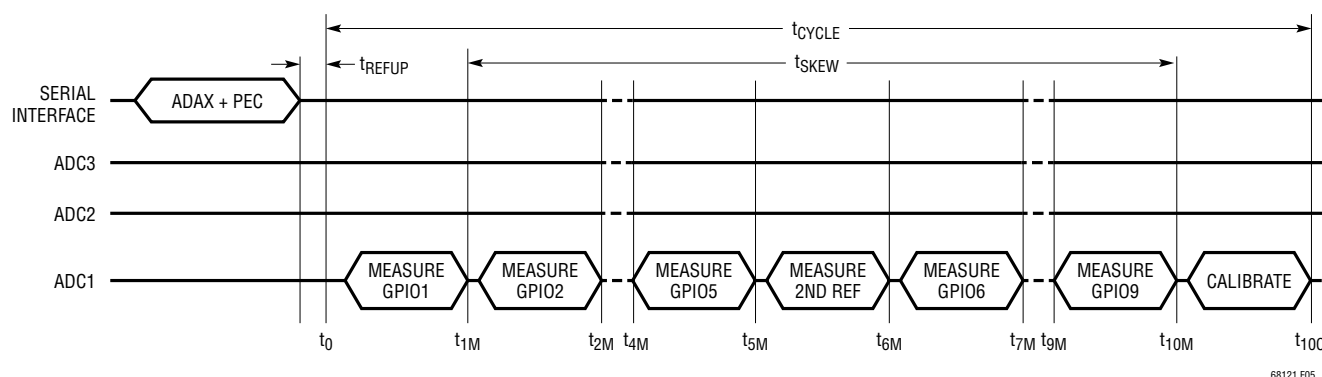 tCYCLE
tREFUP
tSKEW
SERIAL
INTERFACE
ADAX + PEC
ADC3
ADC2
ADC1
MEASURE
GPIO1
MEASURE
GPIO2
MEASURE
GPIO5
MEASURE
2ND REF
MEASURE
GPIO6
MEASURE
GPIO9
CALIBRATE
t0
t1M
t2M
t4M
t5M
t6M
t7M
t9M
t10M
t10C
68121 F05